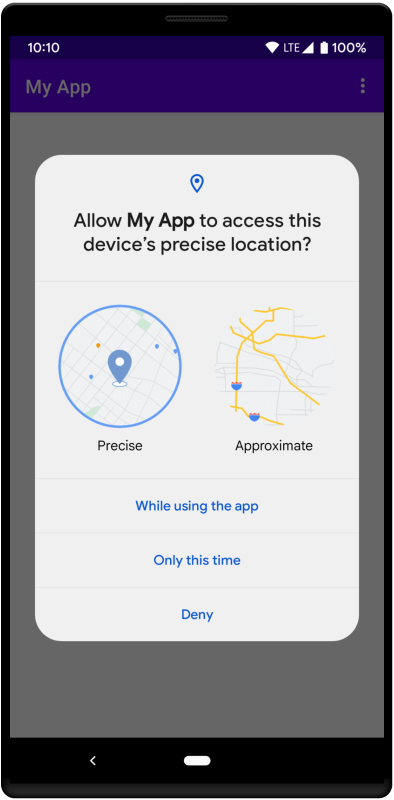 10:10 LTE 100%
My App
Allow My App to access this
device’s precise location?
Precise Approximate
While using the app
Only this time
Deny